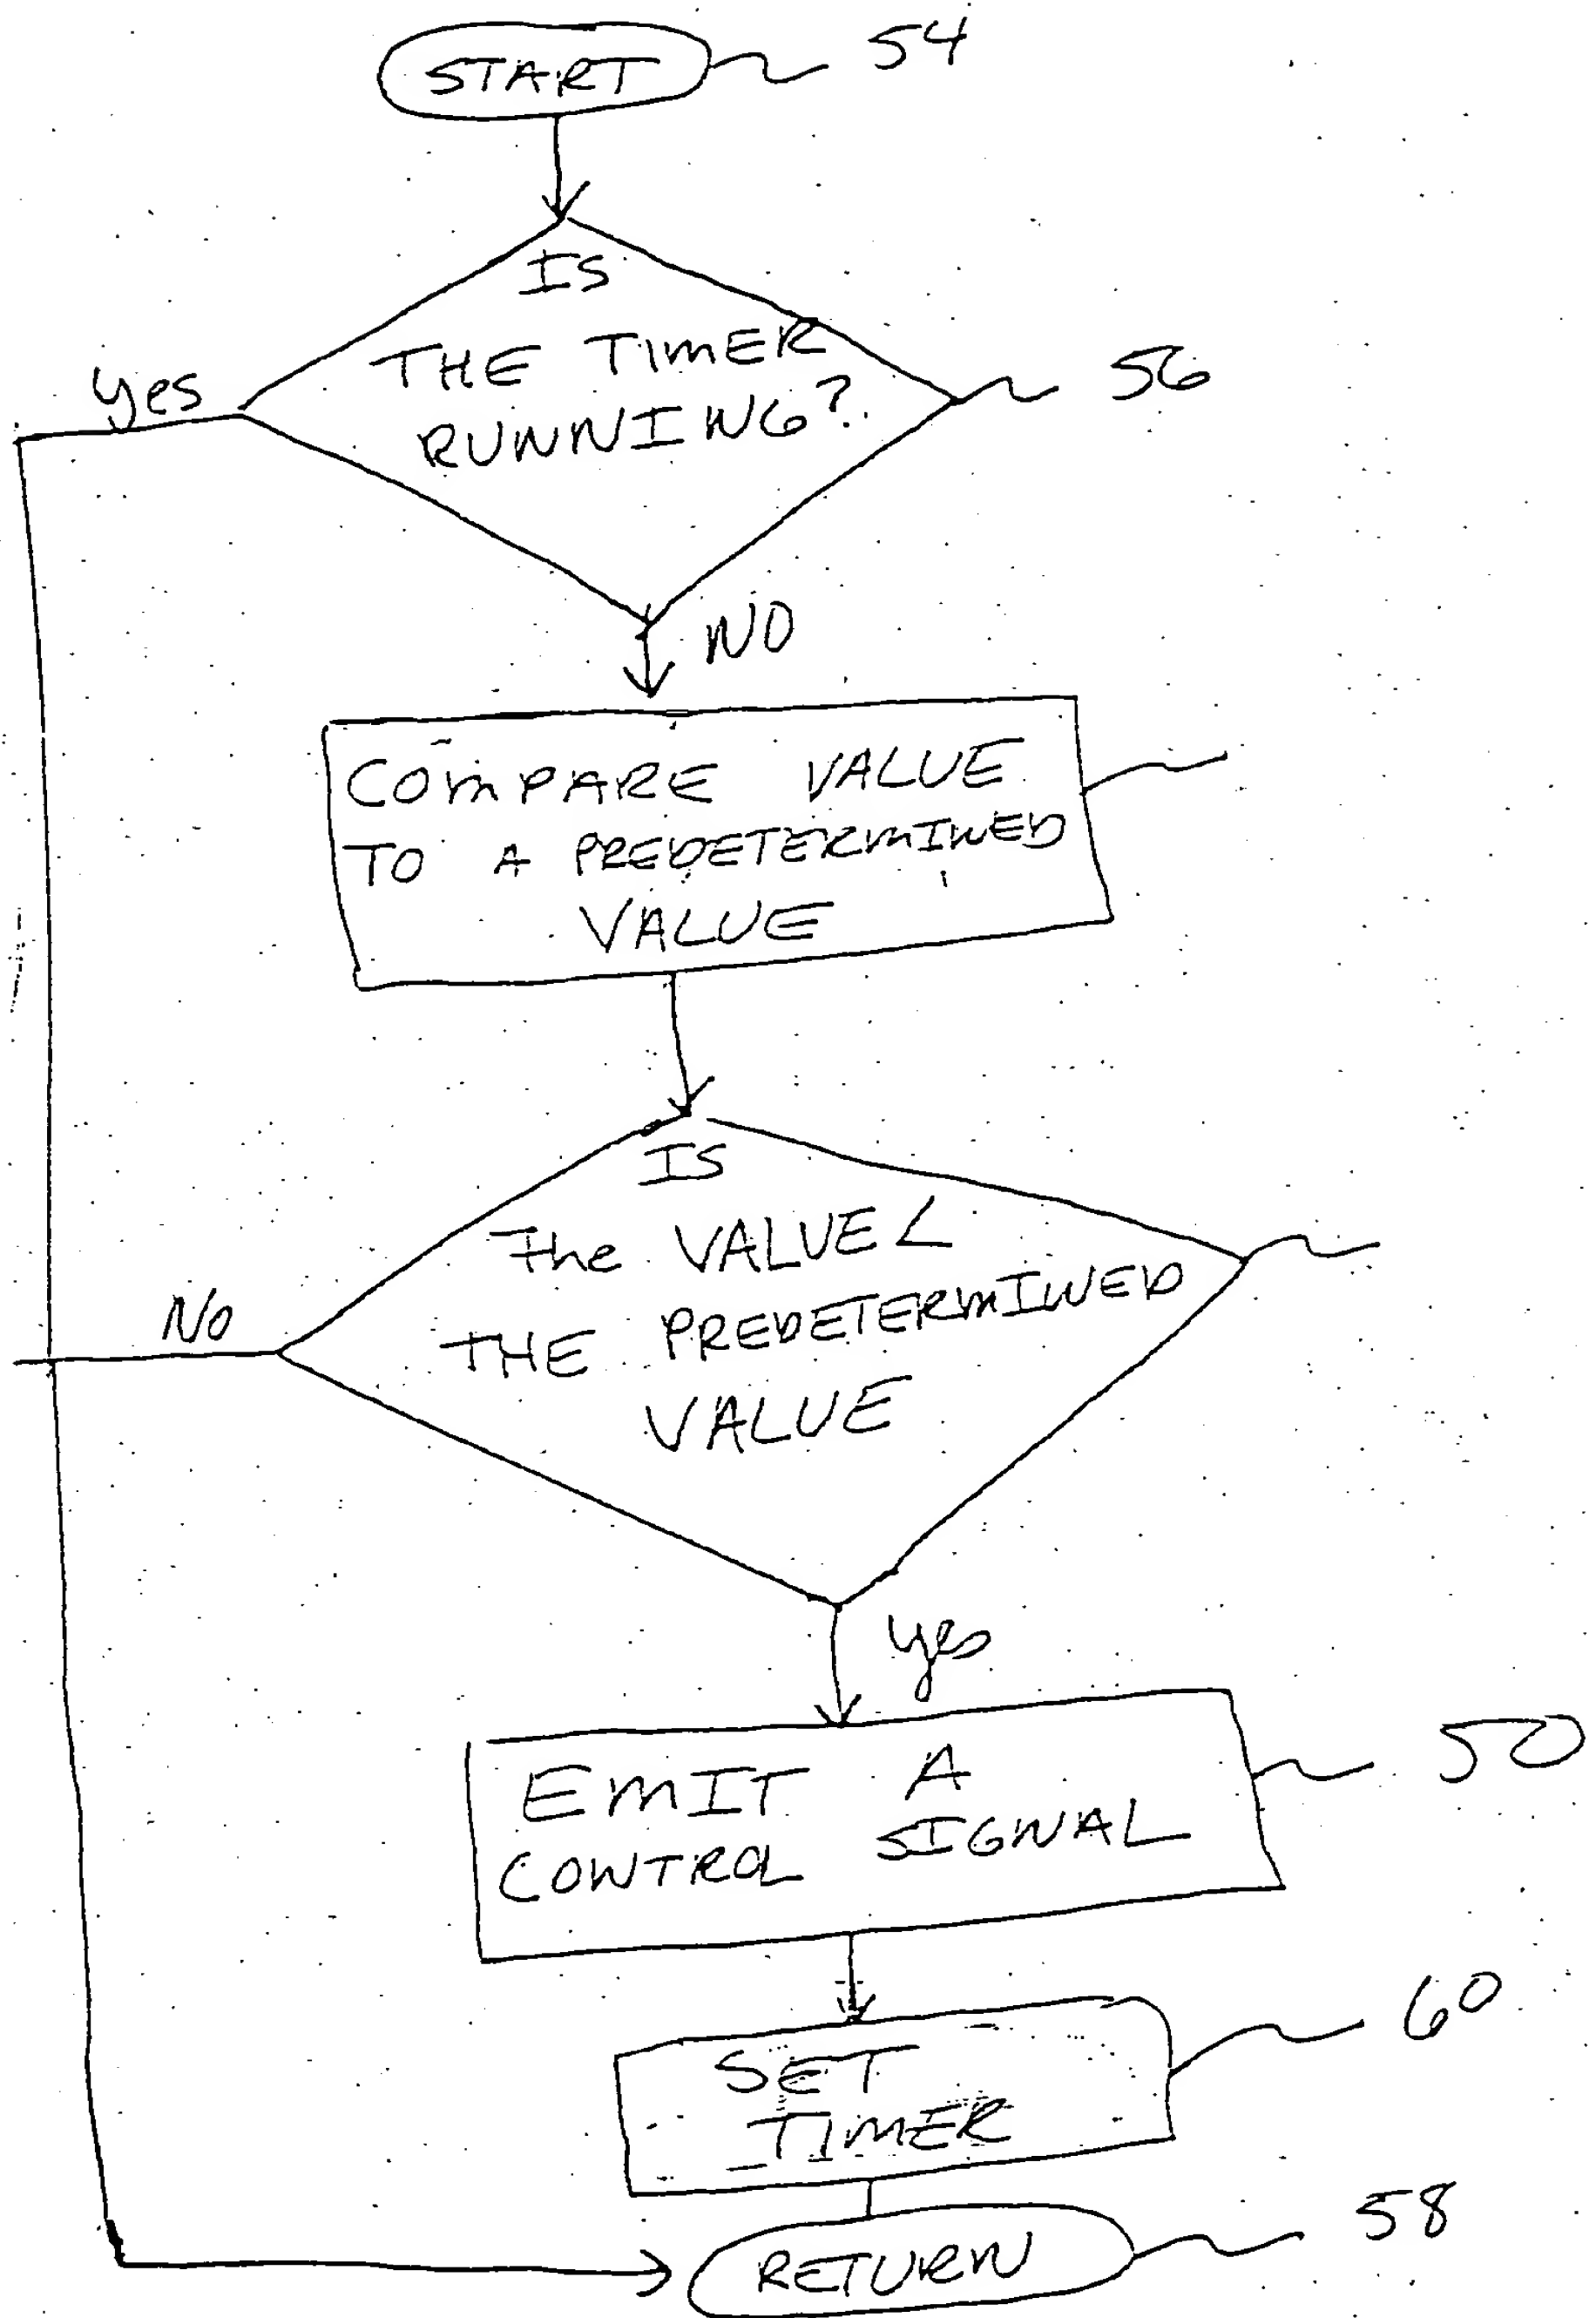 START
54
IS
THE TIMER
RUNNING?
56
yes
NO
COMPARE VALUE
TO A PREDETERMINED
VALUE
IS
The VALUE <
THE PREDETERMINED
VALUE
No
yes
EMIT A
CONTROL SIGNAL
50
SET
TIMER
60
RETURN
58